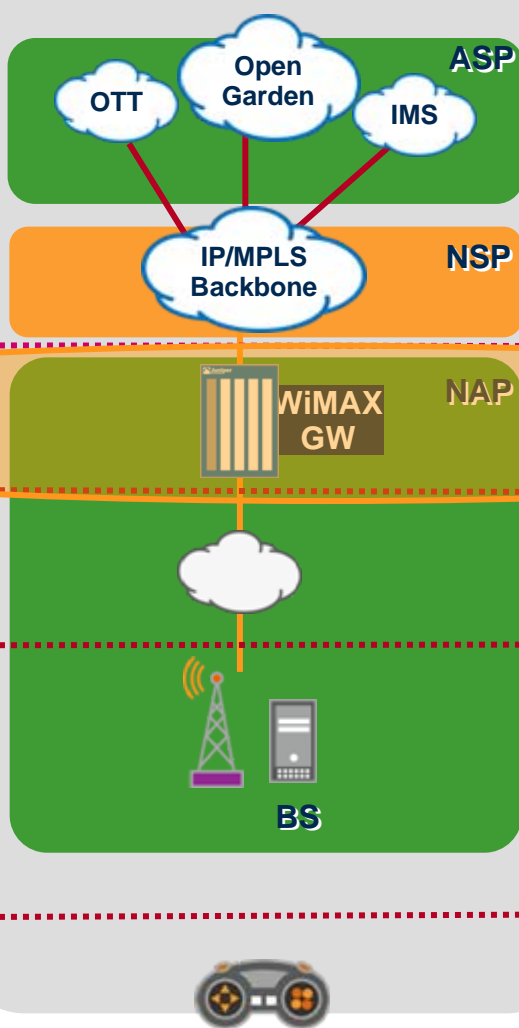 ASP
OTT
Open
Garden
IMS
IP/MPLS
Backbone
NSP
NAP
WiMAX
GW
BS